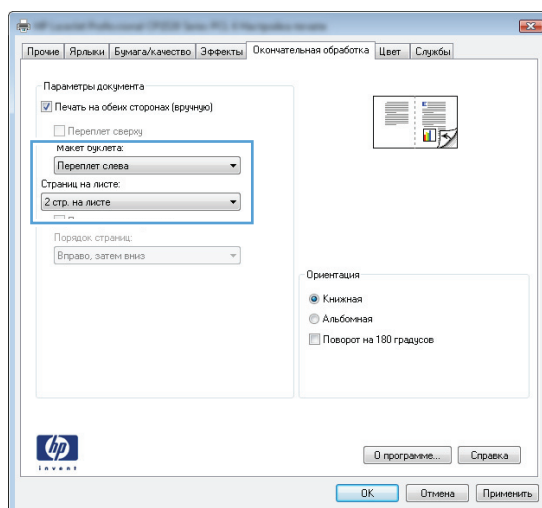 Прочие Ярлыки Бумага/качество Эффекты Окончательная обработка Цвет Службы
Параметры документа
Печать на обеих сторонах (вручную)
Переплет сверху
Макет буклета:
Переплет слева
Страниц на листе:
2 стр. на листе
Порядок страниц:
Вправо, затем вниз
Ориентация
Книжная
Альбомная
Поворот на 180 градусов
hp
invent
О программе... Справка
OK Отмена Применить